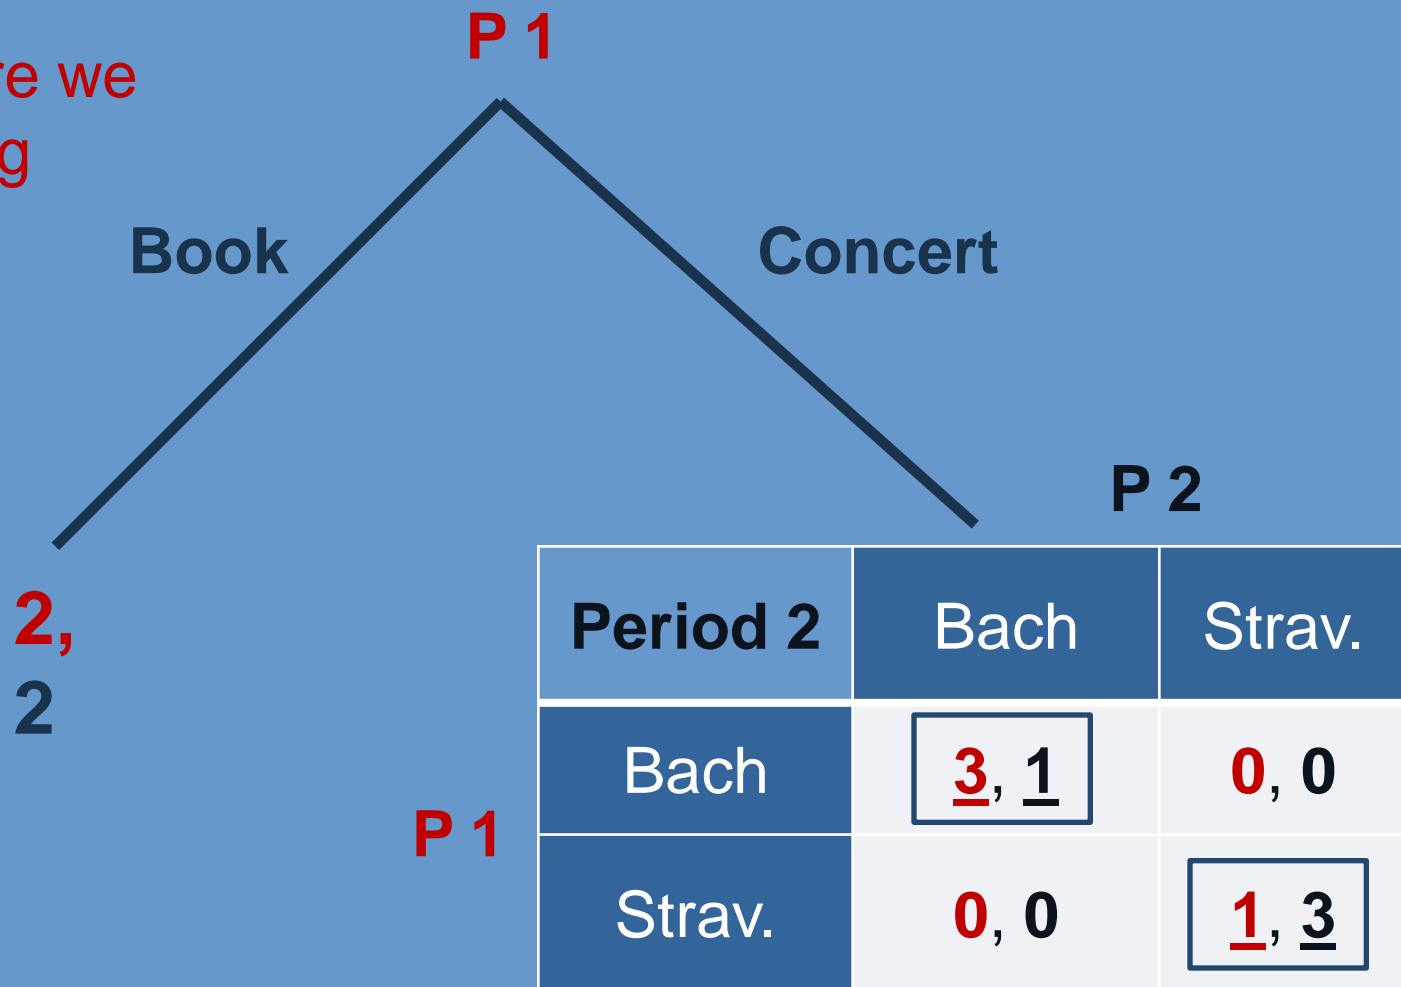 P 1
re we
g
Book
Concert
P 2
2,
2
Period 2 Bach Strav.
Bach 3, 1 0, 0
P 1
Strav. 0, 0 1, 3